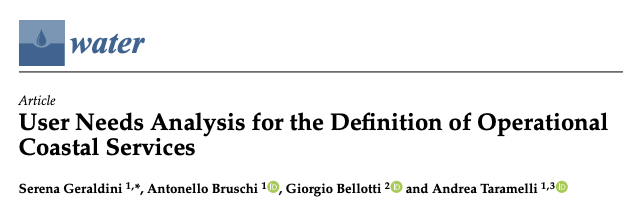 water
Article
User Needs Analysis for the Definition of Operational
Coastal Services
Serena Geraldini 1,*, Antonello Bruschi 1, Giorgio Bellotti 2 and Andrea Taramelli 1,3